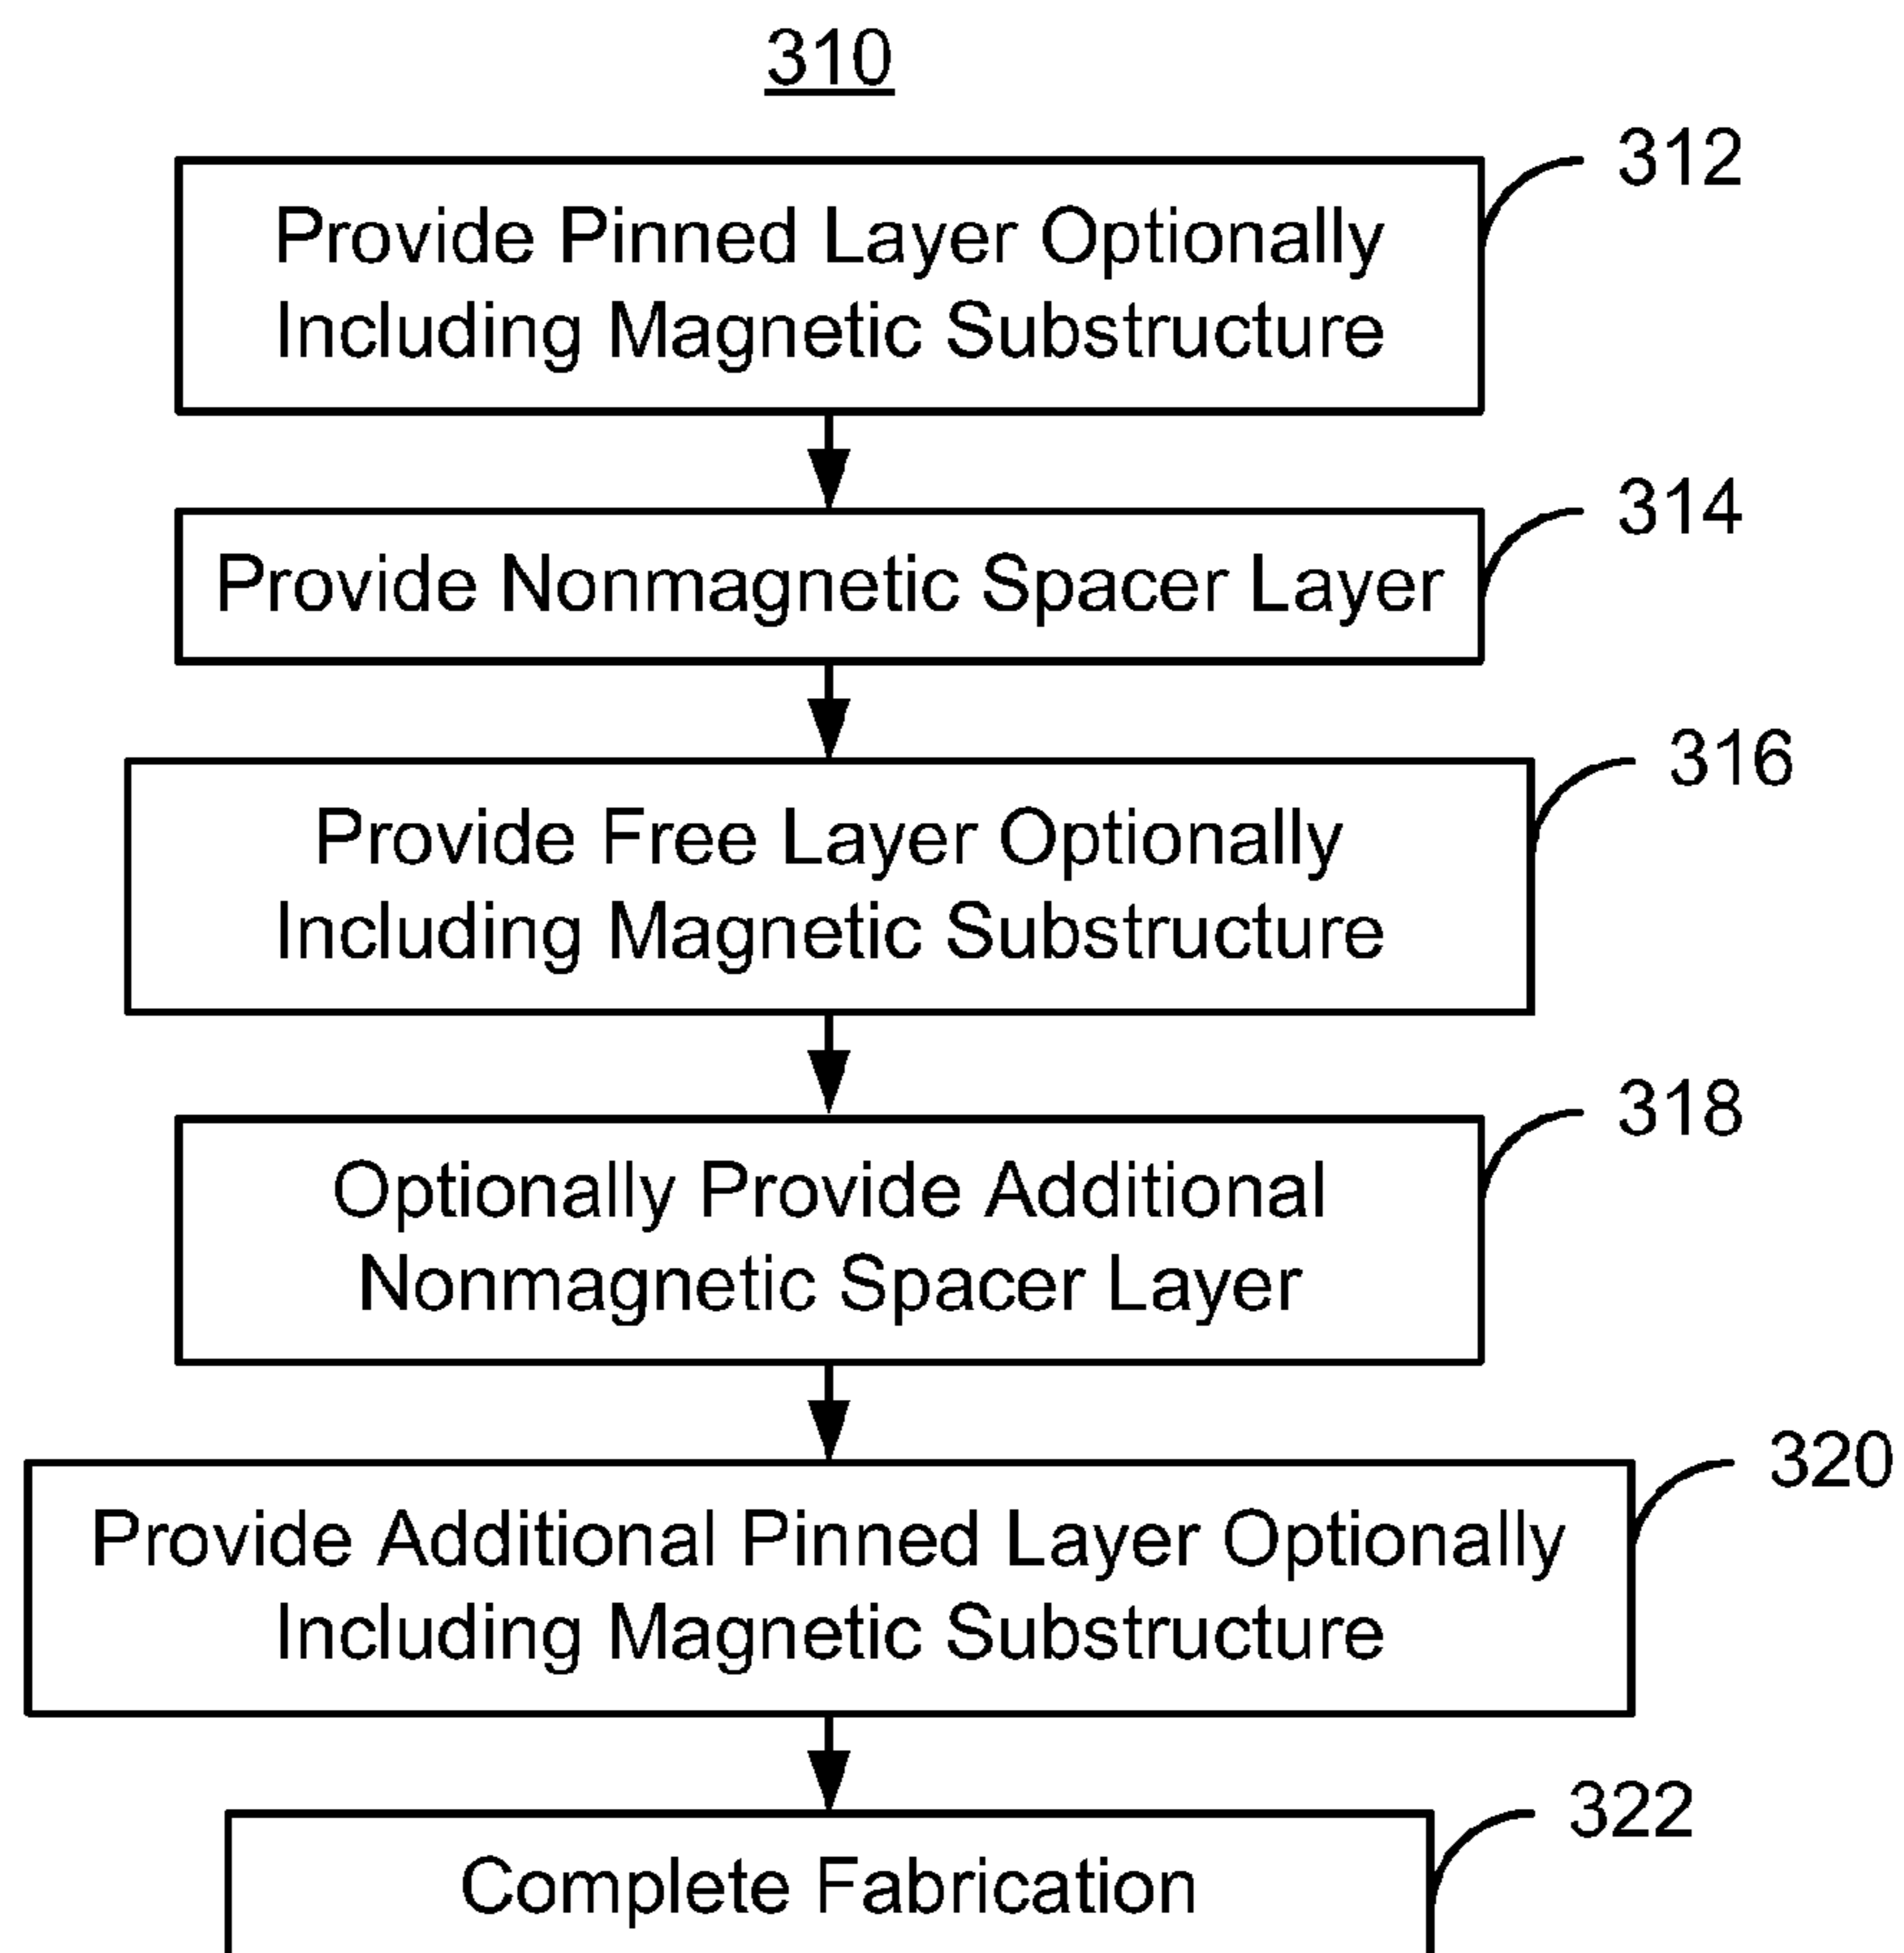 310
312
Provide Pinned Layer Optionally
Including Magnetic Substructure
314
Provide Nonmagnetic Spacer Layer
316
Provide Free Layer Optionally
Including Magnetic Substructure
318
Optionally Provide Additional
Nonmagnetic Spacer Layer
320
Provide Additional Pinned Layer Optionally
Including Magnetic Substructure
322
Complete Fabrication